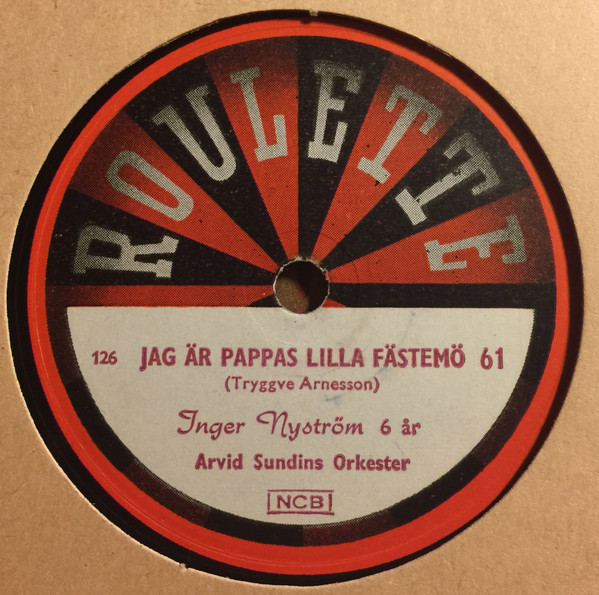 ROULETTE
126 JAG ÄR PAPPAS LILLA FÄSTEMÖ 61
(Tryggve Arnesson)
Inger Nyström 6 år
Arvid Sundins Orkester
NCB